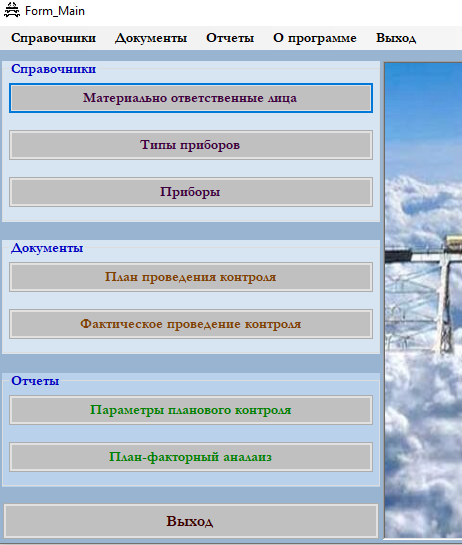 Form_Main
Справочники Документы Отчеты О программе Выход
Справочники
Материально ответственные лица
Типы приборов
Приборы
Документы
План проведения контроля
Фактическое проведение контроля
Отчеты
Параметры планового контроля
План-факторный аналаиз
Выход